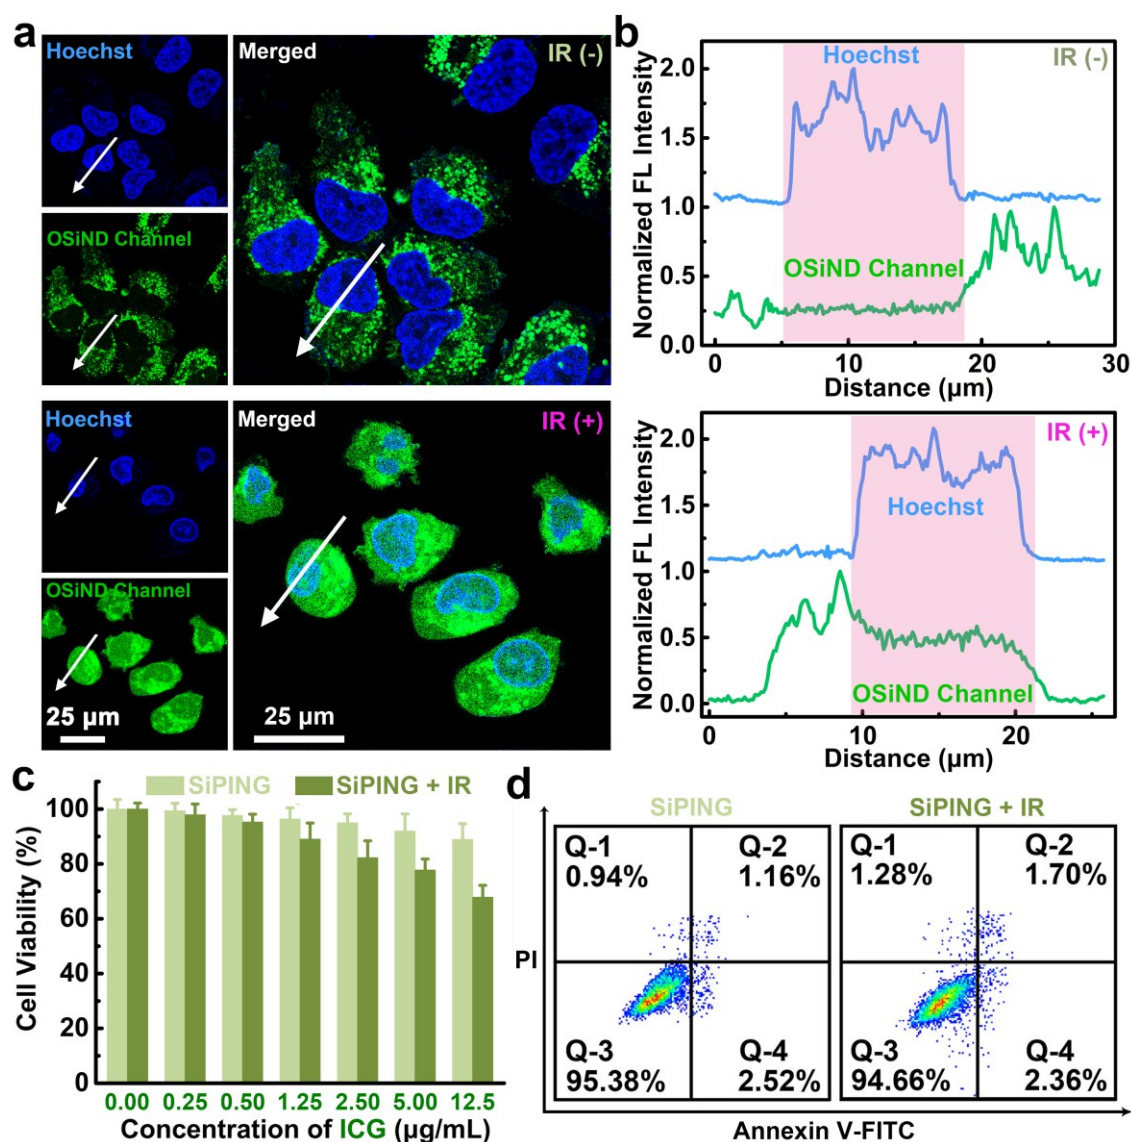 a
Hoechst
Merged
IR (-)
OSiND Channel
Hoechst
Merged
IR (+)
OSiND Channel
25 µm
25 µm
b
Normalized FL Intensity
2.0
1.5
1.0
0.5
0.0
Hoechst
IR (-)
OSiND Channel
0 10 20 30
Distance (µm)
Normalized FL Intensity
2.0
1.5
1.0
0.5
0.0
IR (+)
Hoechst
OSiND Channel
0 10 20
Distance (µm)
c
SiPING SiPING + IR
Cell Viability (%)
100
80
60
40
20
0
0.00 0.25 0.50 1.25 2.50 5.00 12.5
Concentration of ICG (µg/mL)
d
SiPING SiPING + IR
PI
Q-1 Q-2
0.94% 1.16%
Q-3 Q-4
95.38% 2.52%
Q-1 Q-2
1.28% 1.70%
Q-3 Q-4
94.66% 2.36%
Annexin V-FITC